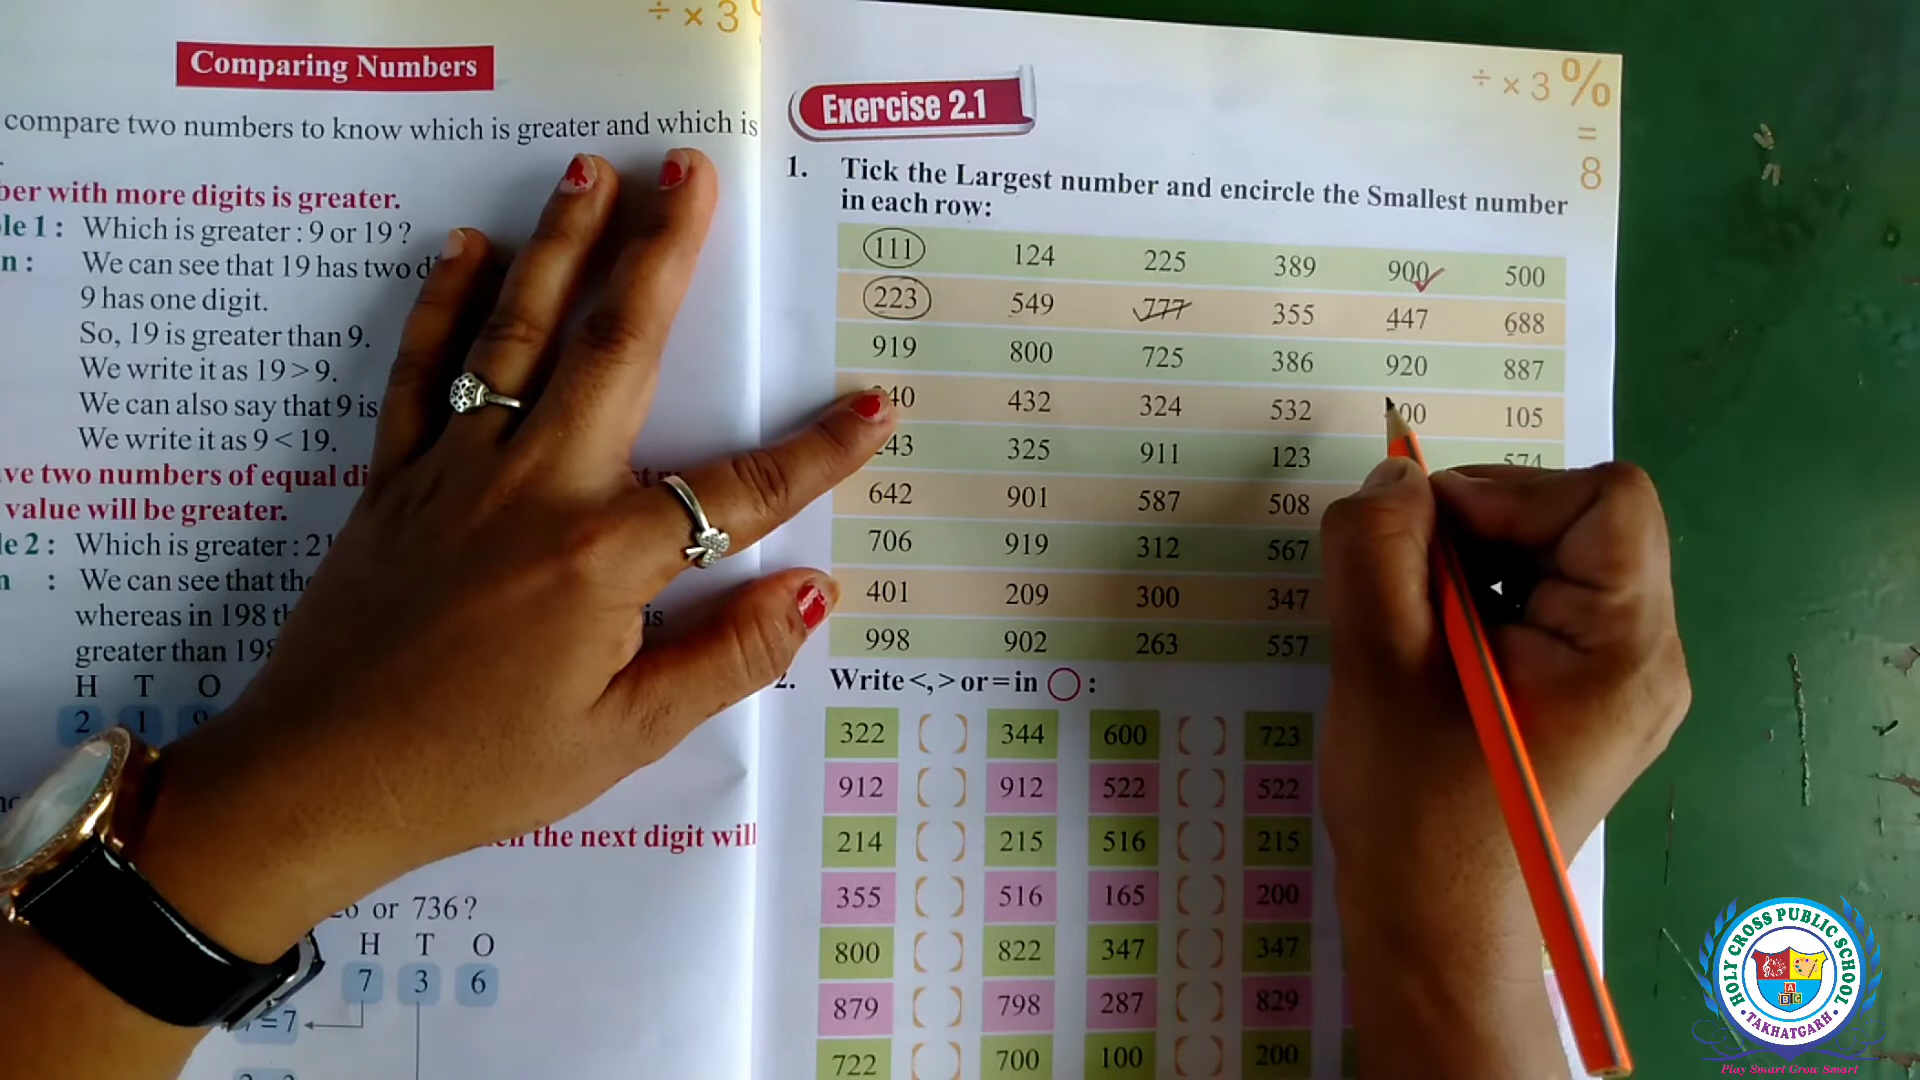 ÷ × 3
Comparing Numbers
compare two numbers to know which is greater and which is
ber with more digits is greater.
le 1 : Which is greater : 9 or 19 ?
n : We can see that 19 has two
9 has one digit.
So, 19 is greater than 9.
We write it as 19 > 9.
We can also say that 9 is
We write it as 9 < 19.
ve two numbers of equal
value will be greater.
le 2 : Which is greater :
n : We can see that
whereas in 198
is
greater than
H T O
2 1
the next digit will
or 736 ?
H T O
7 3 6
= 7
÷ × 3 %
=
8
Exercise 2.1
1. Tick the Largest number and encircle the Smallest number
in each row:
111 124 225 389 900 500
223 549 777 355 447 688
919 800 725 386 920 887
40 432 324 532 00 105
43 325 911 123 574
642 901 587 508
706 919 312 567
401 209 300 347
998 902 263 557
2. Write <, > or = in ◯ :
322 ( ) 344 600 ( ) 723
912 ( ) 912 522 ( ) 522
214 ( ) 215 516 ( ) 215
355 ( ) 516 165 ( ) 200
800 ( ) 822 347 ( ) 347
879 ( ) 798 287 ( ) 829
722 ( ) 700 100 ( ) 200
HOLY CROSS PUBLIC SCHOOL
TAKHATGARH
A
B C
Play Smart Grow Smart